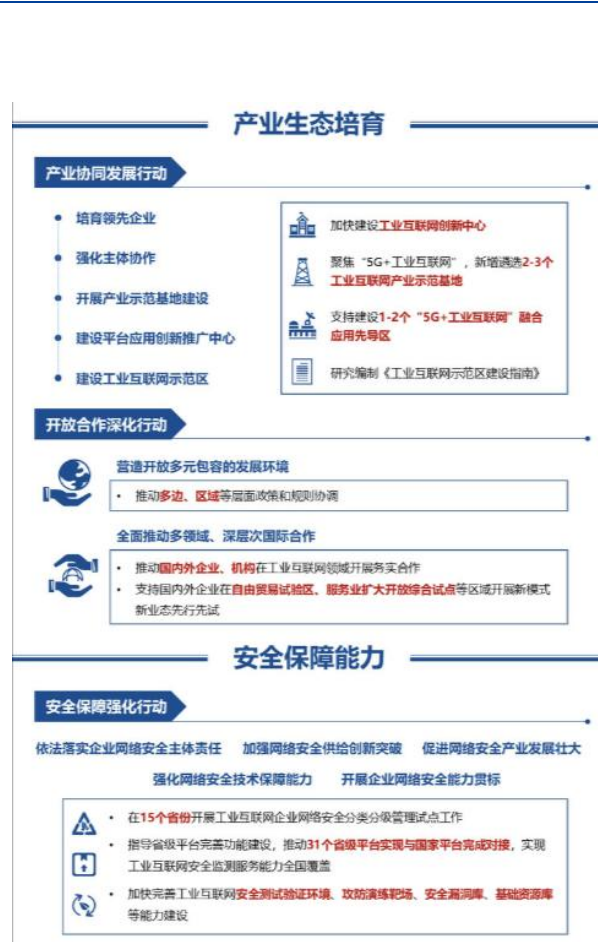 产业生态培育
产业协同发展行动
培育领先企业
强化主体协作
开展产业示范基地建设
建设平台应用创新推广中心
建设工业互联网示范区
加快建设工业互联网创新中心
聚焦“5G+工业互联网”，新增遴选2-3个
工业互联网产业示范基地
支持建设1-2个“5G+工业互联网”融合
应用先导区
研究编制《工业互联网示范区建设指南》
开放合作深化行动
营造开放多元包容的发展环境
• 推动多边、区域等层面政策和规则协调
全面推动多领域、深层次国际合作
• 推动国内外企业、机构在工业互联网领域开展务实合作
• 支持国内外企业在自由贸易试验区、服务业扩大开放综合试点等区域开展新模式
新业态先行先试
安全保障能力
安全保障强化行动
依法落实企业网络安全主体责任 加强网络安全供给创新突破 促进网络安全产业发展壮大
强化网络安全技术保障能力 开展企业网络安全能力贯标
• 在15个省份开展工业互联网企业网络安全分类分级管理试点工作
• 指导省级平台完善功能建设，推动31个省级平台实现与国家平台完成对接，实现
工业互联网安全监测服务能力全国覆盖
• 加快完善工业互联网安全测试验证环境、攻防演练靶场、安全漏洞库、基础资源库
等能力建设